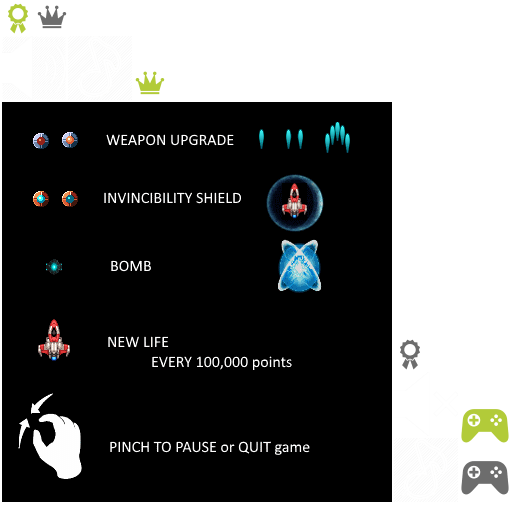 WEAPON UPGRADE
INVINCIBILITY SHIELD
BOMB
NEW LIFE
EVERY 100,000 points
PINCH TO PAUSE or QUIT game